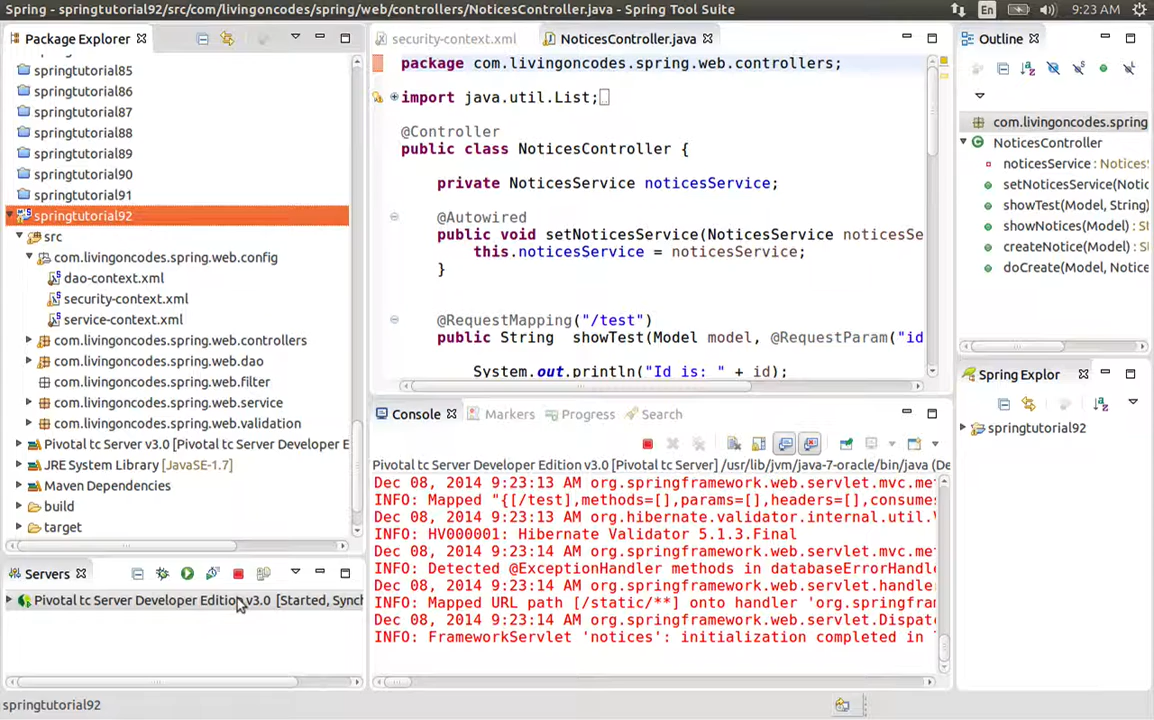 Spring - springtutorial92/src/com/livingoncodes/spring/web/controllers/NoticesController.java - Spring Tool Suite
En
9:23 AM
Package Explorer
springtutorial85
springtutorial86
springtutorial87
springtutorial88
springtutorial89
springtutorial90
springtutorial91
springtutorial92
src
com.livingoncodes.spring.web.config
dao-context.xml
security-context.xml
service-context.xml
com.livingoncodes.spring.web.controllers
com.livingoncodes.spring.web.dao
com.livingoncodes.spring.web.filter
com.livingoncodes.spring.web.service
com.livingoncodes.spring.web.validation
Pivotal tc Server v3.0 [Pivotal tc Server Developer E
JRE System Library [JavaSE-1.7]
Maven Dependencies
build
target
Servers
Pivotal tc Server Developer Edition v3.0 [Started, Synch
springtutorial92
security-context.xml
NoticesController.java
package com.livingoncodes.spring.web.controllers;
import java.util.List;
@Controller
public class NoticesController {
private NoticesService noticesService;
@Autowired
public void setNoticesService(NoticesService noticesSe
this.noticesService = noticesService;
}
@RequestMapping("/test")
public String showTest(Model model, @RequestParam("id
System.out.println("Id is: " + id);
Console
Markers
Progress
Search
Pivotal tc Server Developer Edition v3.0 [Pivotal tc Server] /usr/lib/jvm/java-7-oracle/bin/java (De
Dec 08, 2014 9:23:13 AM org.springframework.web.servlet.mvc.me
INFO: Mapped "{[/test],methods=[],params=[],headers=[],consume
Dec 08, 2014 9:23:13 AM org.hibernate.validator.internal.util.
INFO: HV000001: Hibernate Validator 5.1.3.Final
Dec 08, 2014 9:23:14 AM org.springframework.web.servlet.mvc.me
INFO: Detected @ExceptionHandler methods in databaseErrorHandl
Dec 08, 2014 9:23:14 AM org.springframework.web.servlet.handler
INFO: Mapped URL path [/static/**] onto handler 'org.springfram
Dec 08, 2014 9:23:14 AM org.springframework.web.servlet.Dispat
INFO: FrameworkServlet 'notices': initialization completed in
Outline
com.livingoncodes.spring
NoticesController
noticesService : Notices
setNoticesService(Notic
showTest(Model, String)
showNotices(Model) : S
createNotice(Model) : St
doCreate(Model, Notice
Spring Explor
springtutorial92